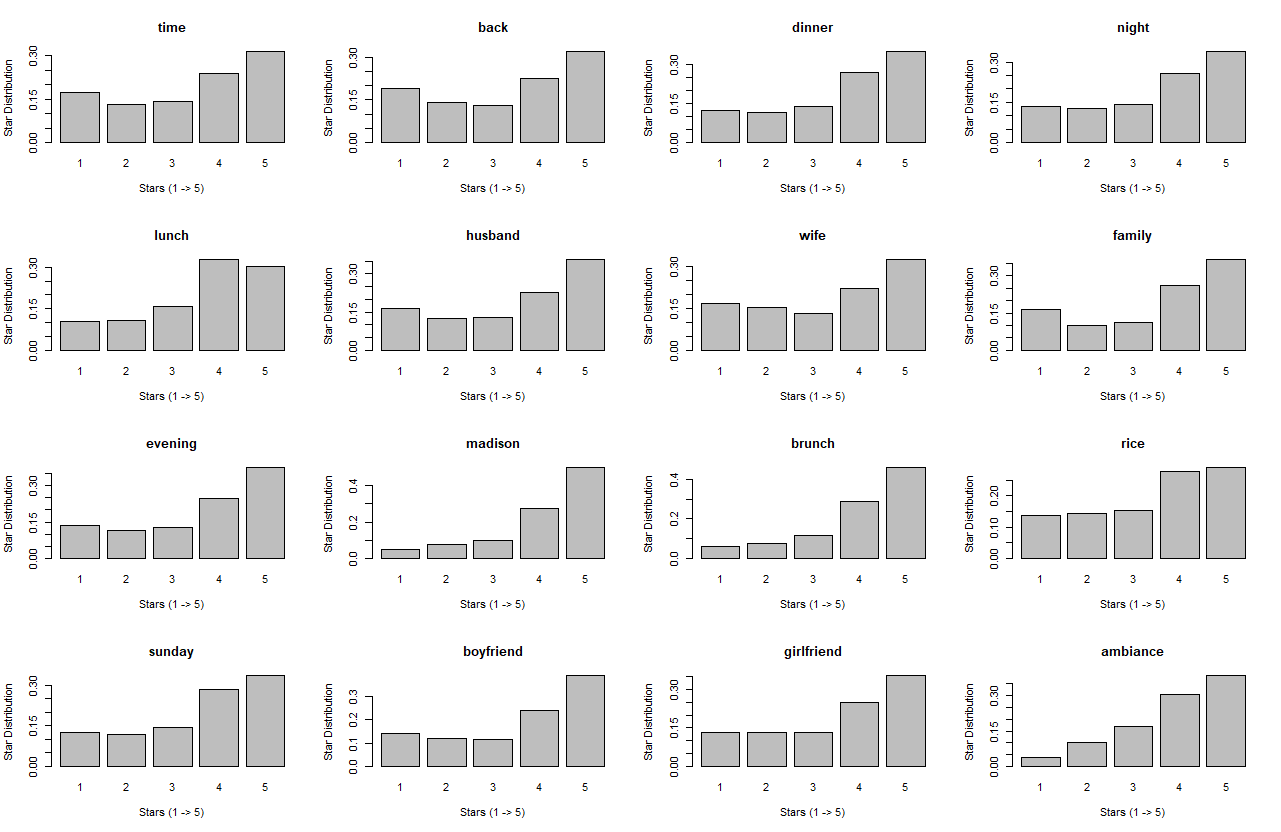 time
Star Distribution
0.00 0.15 0.30
1 2 3 4 5
Stars (1 -> 5)
back
Star Distribution
0.00 0.15 0.30
1 2 3 4 5
Stars (1 -> 5)
dinner
Star Distribution
0.00 0.15 0.30
1 2 3 4 5
Stars (1 -> 5)
night
Star Distribution
0.00 0.15 0.30
1 2 3 4 5
Stars (1 -> 5)
lunch
Star Distribution
0.00 0.15 0.30
1 2 3 4 5
Stars (1 -> 5)
husband
Star Distribution
0.00 0.15 0.30
1 2 3 4 5
Stars (1 -> 5)
wife
Star Distribution
0.00 0.15 0.30
1 2 3 4 5
Stars (1 -> 5)
family
Star Distribution
0.00 0.15 0.30
1 2 3 4 5
Stars (1 -> 5)
evening
Star Distribution
0.00 0.15 0.30
1 2 3 4 5
Stars (1 -> 5)
madison
Star Distribution
0.0 0.2 0.4
1 2 3 4 5
Stars (1 -> 5)
brunch
Star Distribution
0.0 0.2 0.4
1 2 3 4 5
Stars (1 -> 5)
rice
Star Distribution
0.00 0.10 0.20
1 2 3 4 5
Stars (1 -> 5)
sunday
Star Distribution
0.00 0.15 0.30
1 2 3 4 5
Stars (1 -> 5)
boyfriend
Star Distribution
0.0 0.1 0.2 0.3
1 2 3 4 5
Stars (1 -> 5)
girlfriend
Star Distribution
0.00 0.15 0.30
1 2 3 4 5
Stars (1 -> 5)
ambiance
Star Distribution
0.00 0.15 0.30
1 2 3 4 5
Stars (1 -> 5)